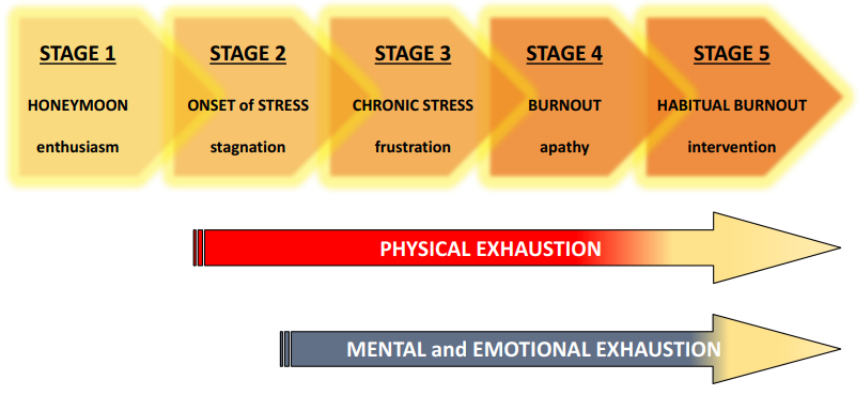 STAGE 1
HONEYMOON
enthusiasm
STAGE 2
ONSET of STRESS
stagnation
STAGE 3
CHRONIC STRESS
frustration
STAGE 4
BURNOUT
apathy
STAGE 5
HABITUAL BURNOUT
intervention
PHYSICAL EXHAUSTION
MENTAL and EMOTIONAL EXHAUSTION